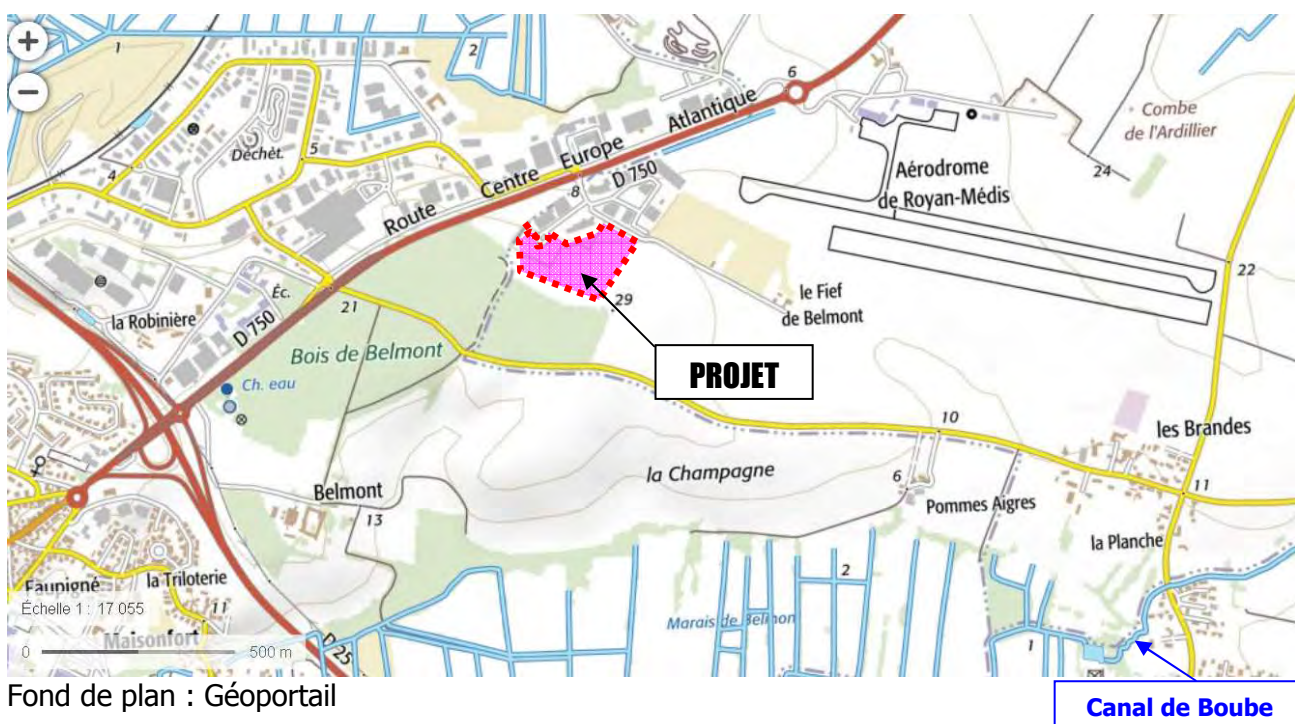 +
−
1
2
6
Combe
de l'Ardillier
Atlantique
Déchèt.
5
4
Europe
Centre
Route
D 750
8
Aérodrome
de Royan-Médis
24
22
Éc.
la Robinière
D 750
21
29
le Fief
de Belmont
Bois de Belmont
Ch. eau
PROJET
10
les Brandes
la Champagne
6
11
Belmont
13
Pommes Aigres
la Planche
Faupigné
la Triloterie
11
2
Échelle 1 : 17 055
Marais de Belmon
Maisonfort
D 25
1
0 500 m
Fond de plan : Géoportail
Canal de Boube